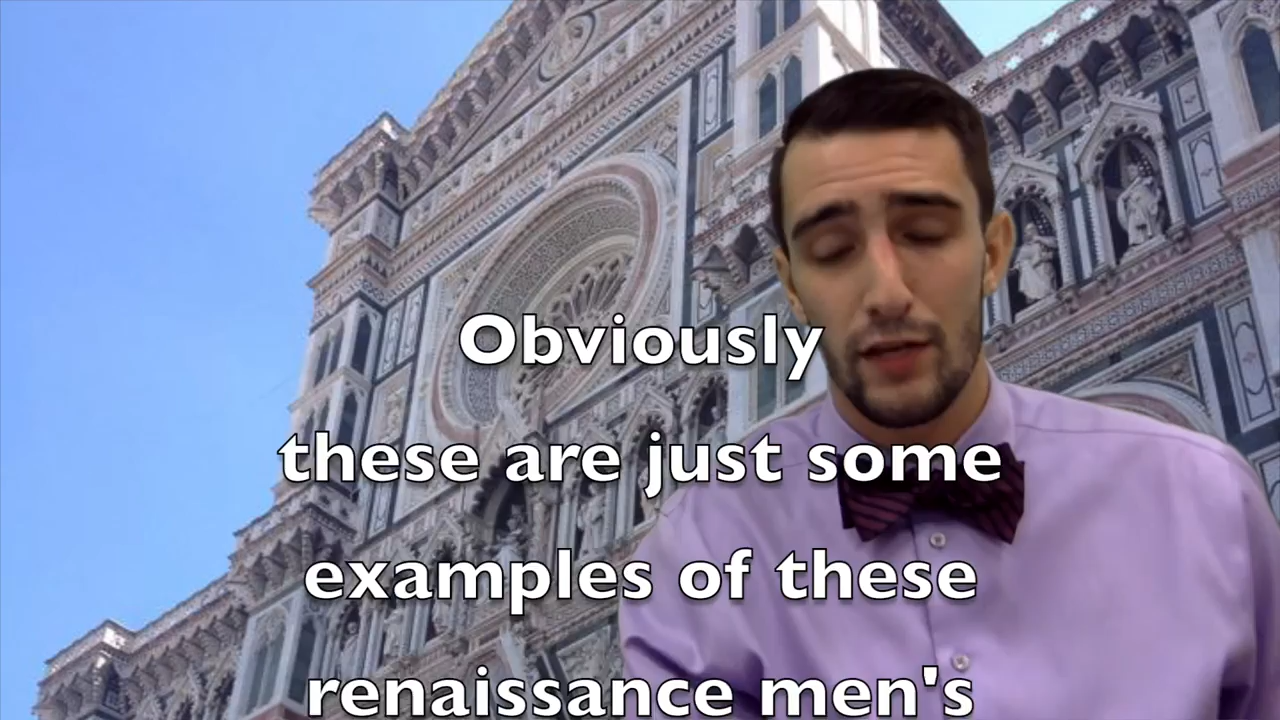 Obviously
these are just some
examples of these
renaissance men's